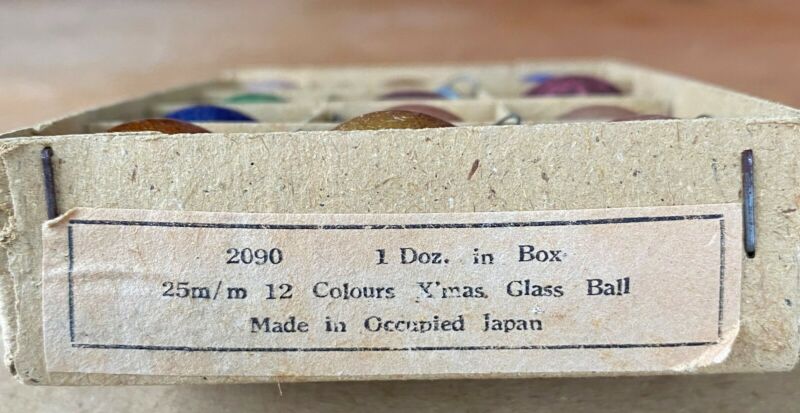 2090 1 Doz. in Box
25m/m 12 Colours X'mas. Glass Ball
Made in Occupied Japan